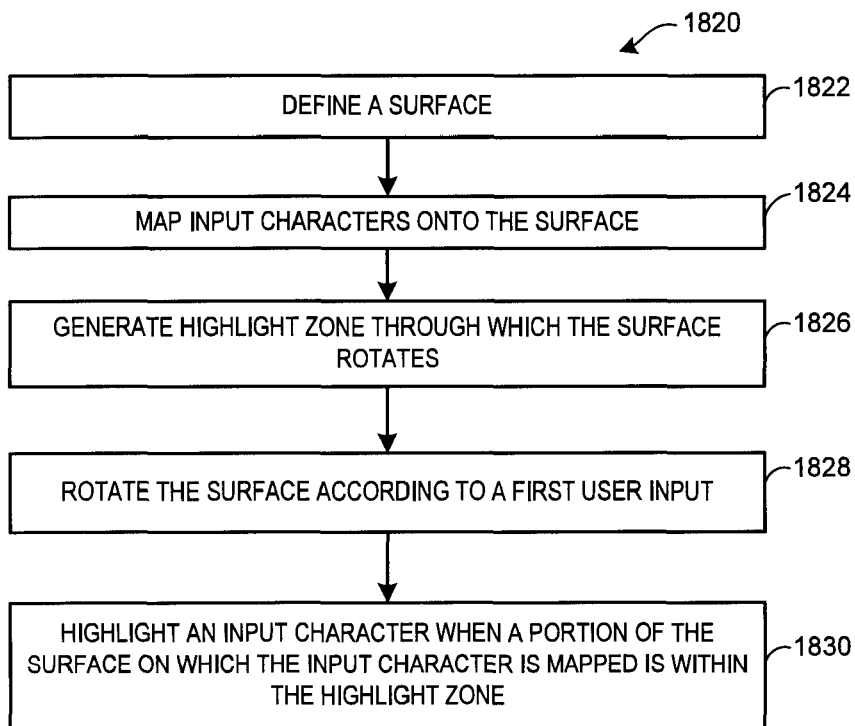 1820
DEFINE A SURFACE
1822
MAP INPUT CHARACTERS ONTO THE SURFACE
1824
GENERATE HIGHLIGHT ZONE THROUGH WHICH THE SURFACE
ROTATES
1826
ROTATE THE SURFACE ACCORDING TO A FIRST USER INPUT
1828
HIGHLIGHT AN INPUT CHARACTER WHEN A PORTION OF THE
SURFACE ON WHICH THE INPUT CHARACTER IS MAPPED IS WITHIN
THE HIGHLIGHT ZONE
1830